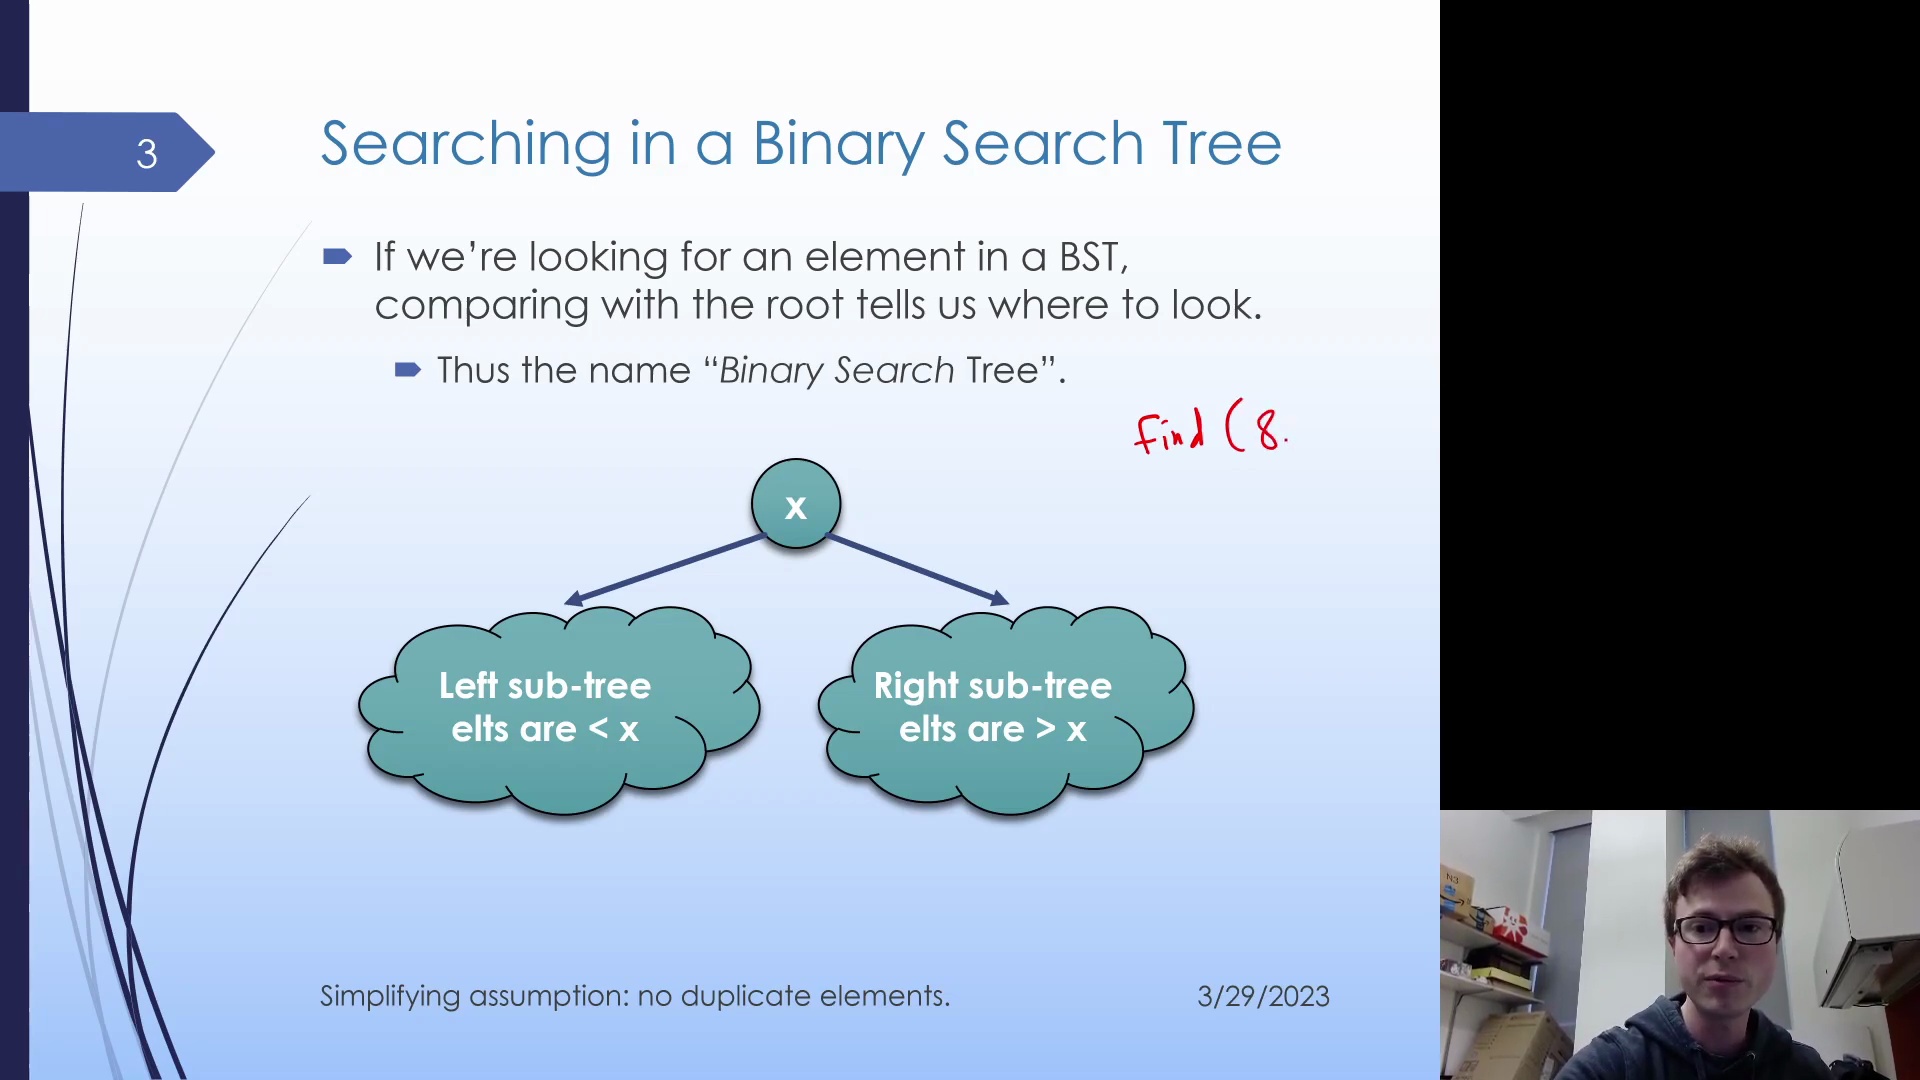 3
Searching in a Binary Search Tree
If we’re looking for an element in a BST,
comparing with the root tells us where to look.
Thus the name “Binary Search Tree”.
find (8.
x
Left sub-tree
elts are < x
Right sub-tree
elts are > x
Simplifying assumption: no duplicate elements.
3/29/2023
N3